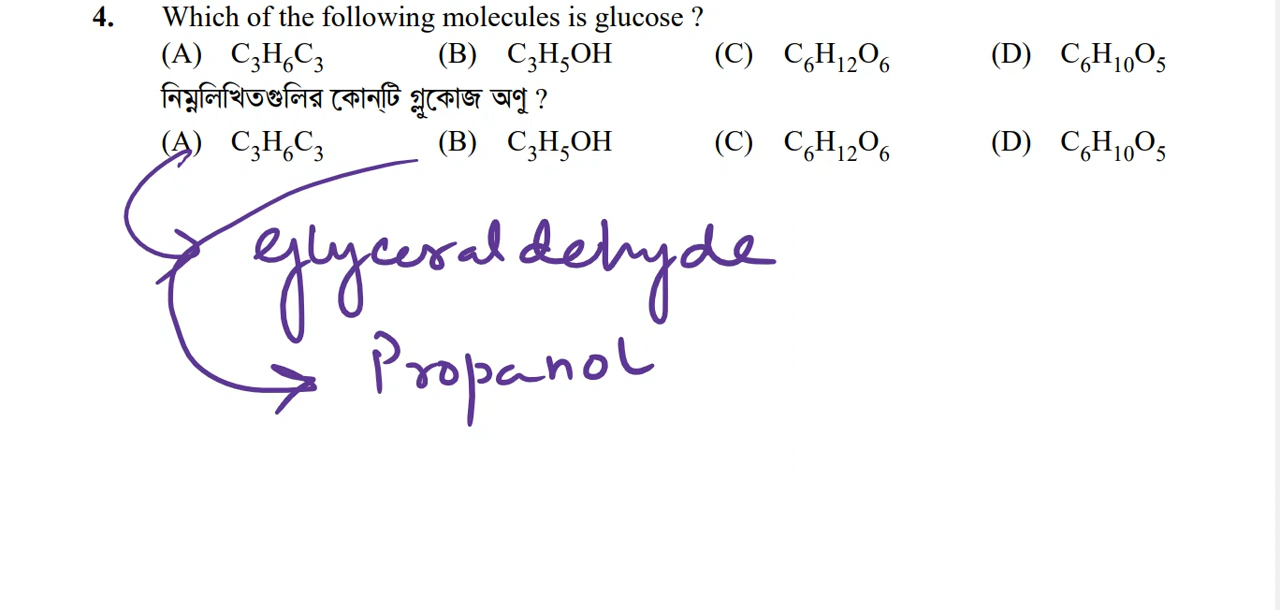 4. Which of the following molecules is glucose ?
(A) C₃H₆C₃ (B) C₃H₅OH (C) C₆H₁₂O₆ (D) C₆H₁₀O₅
নিম্নলিখিতগুলির কোন্‌টি গ্লুকোজ অণু ?
(A) C₃H₆C₃ (B) C₃H₅OH (C) C₆H₁₂O₆ (D) C₆H₁₀O₅
glyceraldehyde
Propanol